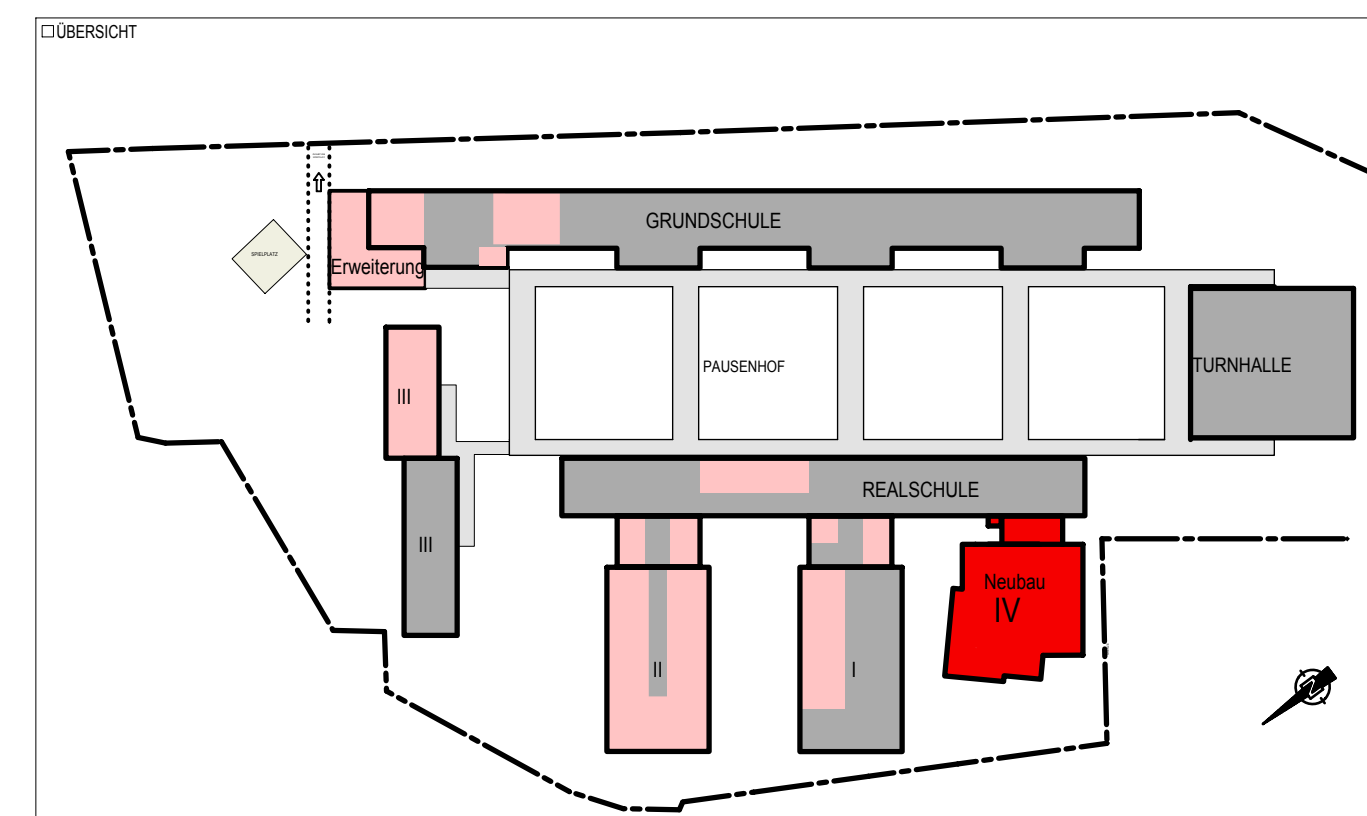 ÜBERSICHT
GRUNDSCHULE
SPIELPLATZ
Erweiterung
PAUSENHOF
TURNHALLE
III
REALSCHULE
III
Neubau
IV
II
I